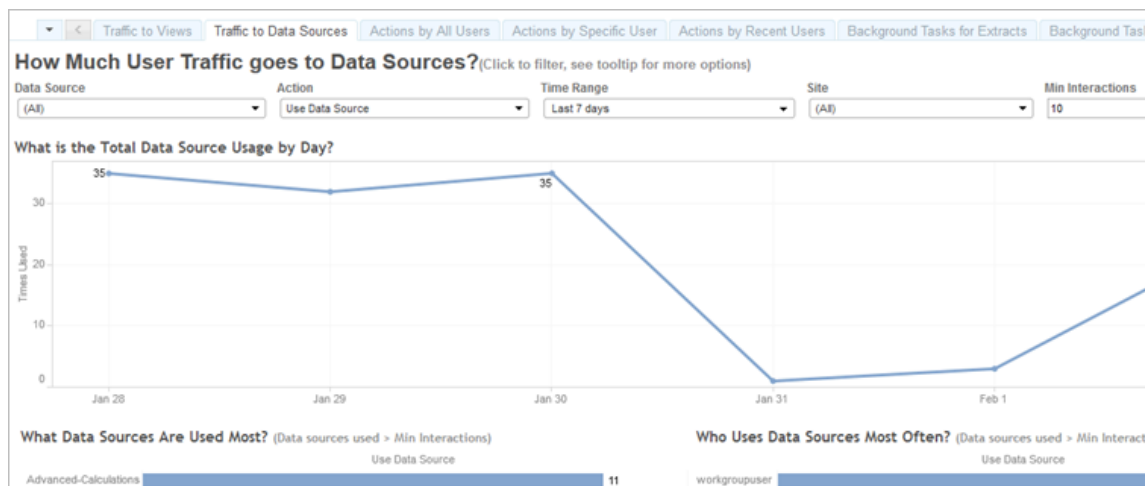 Traffic to Views Traffic to Data Sources Actions by All Users Actions by Specific User Actions by Recent Users Background Tasks for Extracts Background Tas
How Much User Traffic goes to Data Sources?(Click to filter, see tooltip for more options)
Data Source Action Time Range Site Min Interactions
(All) Use Data Source Last 7 days (All) 10
What is the Total Data Source Usage by Day?
35
35
30
20
10
0
Times Used
Jan 28 Jan 29 Jan 30 Jan 31 Feb 1
What Data Sources Are Used Most? (Data sources used > Min Interactions)
Use Data Source
Advanced-Calculations 11
Who Uses Data Sources Most Often? (Data sources used > Min Interact
Use Data Source
workgroupuser